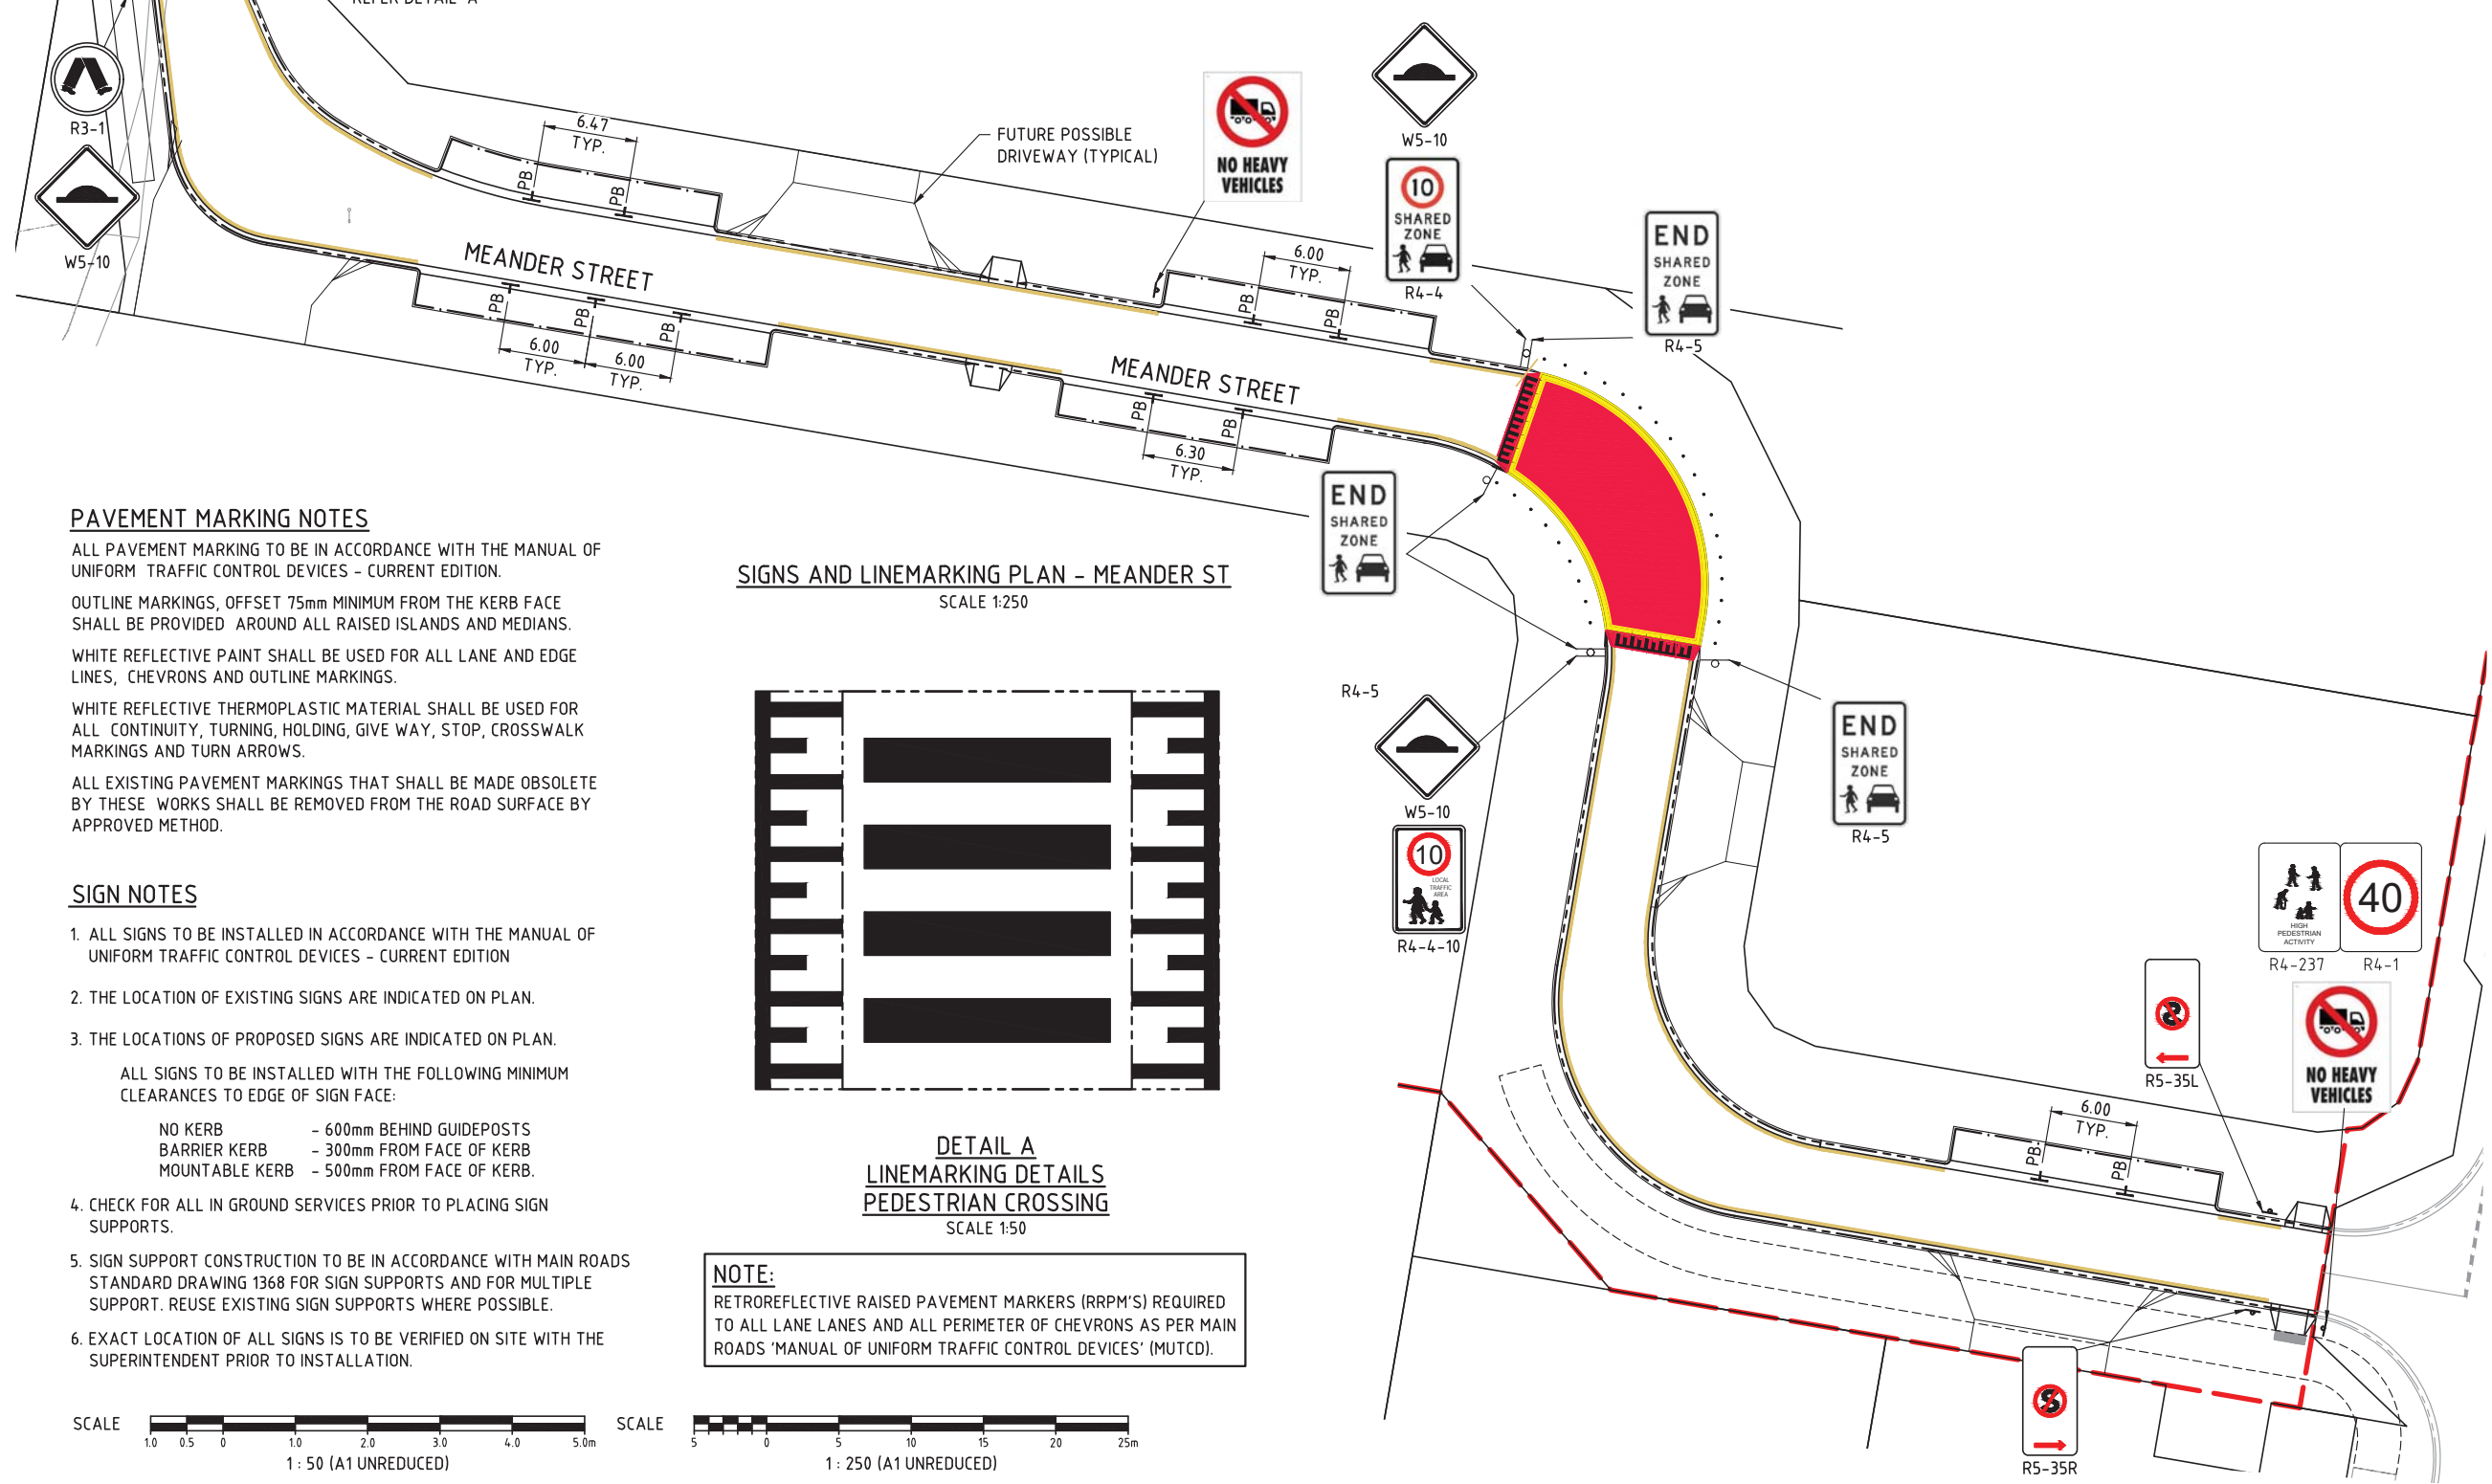 REFER DETAIL 'A'
R3-1
W5-10
6.47
TYP.
PB
PB
FUTURE POSSIBLE
DRIVEWAY (TYPICAL)
NO HEAVY
VEHICLES
W5-10
10
SHARED
ZONE
R4-4
END
SHARED
ZONE
R4-5
6.00
TYP.
PB
PB
MEANDER STREET
PB
PB
PB
6.00
TYP.
6.00
TYP.
MEANDER STREET
PB
PB
6.30
TYP.
END
SHARED
ZONE
R4-5
W5-10
10
LOCAL
TRAFFIC
AREA
R4-4-10
END
SHARED
ZONE
R4-5
HIGH
PEDESTRIAN
ACTIVITY
40
R4-237
R4-1
NO HEAVY
VEHICLES
S
R5-35L
6.00
TYP.
PB
PB
S
R5-35R
PAVEMENT MARKING NOTES
ALL PAVEMENT MARKING TO BE IN ACCORDANCE WITH THE MANUAL OF
UNIFORM TRAFFIC CONTROL DEVICES - CURRENT EDITION.
OUTLINE MARKINGS, OFFSET 75mm MINIMUM FROM THE KERB FACE
SHALL BE PROVIDED AROUND ALL RAISED ISLANDS AND MEDIANS.
WHITE REFLECTIVE PAINT SHALL BE USED FOR ALL LANE AND EDGE
LINES, CHEVRONS AND OUTLINE MARKINGS.
WHITE REFLECTIVE THERMOPLASTIC MATERIAL SHALL BE USED FOR
ALL CONTINUITY, TURNING, HOLDING, GIVE WAY, STOP, CROSSWALK
MARKINGS AND TURN ARROWS.
ALL EXISTING PAVEMENT MARKINGS THAT SHALL BE MADE OBSOLETE
BY THESE WORKS SHALL BE REMOVED FROM THE ROAD SURFACE BY
APPROVED METHOD.
SIGN NOTES
1. ALL SIGNS TO BE INSTALLED IN ACCORDANCE WITH THE MANUAL OF
UNIFORM TRAFFIC CONTROL DEVICES - CURRENT EDITION
2. THE LOCATION OF EXISTING SIGNS ARE INDICATED ON PLAN.
3. THE LOCATIONS OF PROPOSED SIGNS ARE INDICATED ON PLAN.
ALL SIGNS TO BE INSTALLED WITH THE FOLLOWING MINIMUM
CLEARANCES TO EDGE OF SIGN FACE:
NO KERB - 600mm BEHIND GUIDEPOSTS
BARRIER KERB - 300mm FROM FACE OF KERB
MOUNTABLE KERB - 500mm FROM FACE OF KERB.
4. CHECK FOR ALL IN GROUND SERVICES PRIOR TO PLACING SIGN
SUPPORTS.
5. SIGN SUPPORT CONSTRUCTION TO BE IN ACCORDANCE WITH MAIN ROADS
STANDARD DRAWING 1368 FOR SIGN SUPPORTS AND FOR MULTIPLE
SUPPORT. REUSE EXISTING SIGN SUPPORTS WHERE POSSIBLE.
6. EXACT LOCATION OF ALL SIGNS IS TO BE VERIFIED ON SITE WITH THE
SUPERINTENDENT PRIOR TO INSTALLATION.
SIGNS AND LINEMARKING PLAN - MEANDER ST
SCALE 1:250
DETAIL A
LINEMARKING DETAILS
PEDESTRIAN CROSSING
SCALE 1:50
NOTE:
RETROREFLECTIVE RAISED PAVEMENT MARKERS (RRPM'S) REQUIRED
TO ALL LANE LANES AND ALL PERIMETER OF CHEVRONS AS PER MAIN
ROADS 'MANUAL OF UNIFORM TRAFFIC CONTROL DEVICES' (MUTCD).
SCALE
1.0 0.5 0 1.0 2.0 3.0 4.0 5.0m
1 : 50 (A1 UNREDUCED)
SCALE
5 0 5 10 15 20 25m
1 : 250 (A1 UNREDUCED)